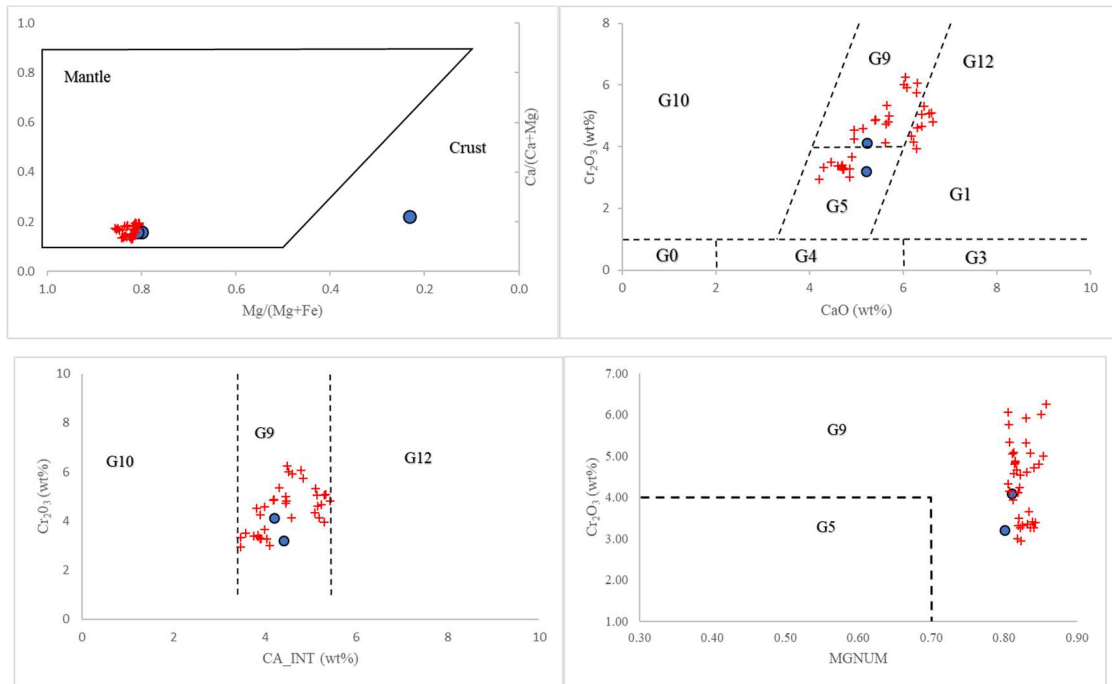 1.0
0.8
0.6
0.4
0.2
0.0
Mantle
Crust
Ca/(Ca+Mg)
1.0 0.8 0.6 0.4 0.2 0.0
Mg/(Mg+Fe)
8
6
4
2
0
Cr₂O₃ (wt%)
G9
G12
G10
G5
G1
G0
G4
G3
0 2 4 6 8 10
CaO (wt%)
10
8
6
4
2
0
Cr₂0₃ (wt%)
G9
G10
G12
0 2 4 6 8 10
CA_INT (wt%)
7.00
6.00
5.00
4.00
3.00
2.00
1.00
Cr₂O₃ (wt%)
G9
G5
0.30 0.40 0.50 0.60 0.70 0.80 0.90
MGNUM